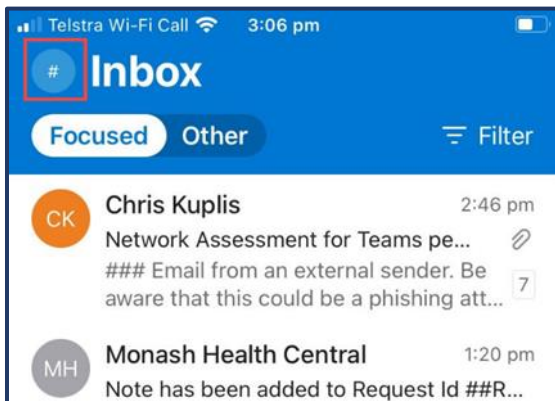 Telstra Wi-Fi Call 3:06 pm
# Inbox
Focused Other Filter
CK Chris Kuplis 2:46 pm
Network Assessment for Teams pe...
### Email from an external sender. Be
aware that this could be a phishing att... 7
MH Monash Health Central 1:20 pm
Note has been added to Request Id ##R...